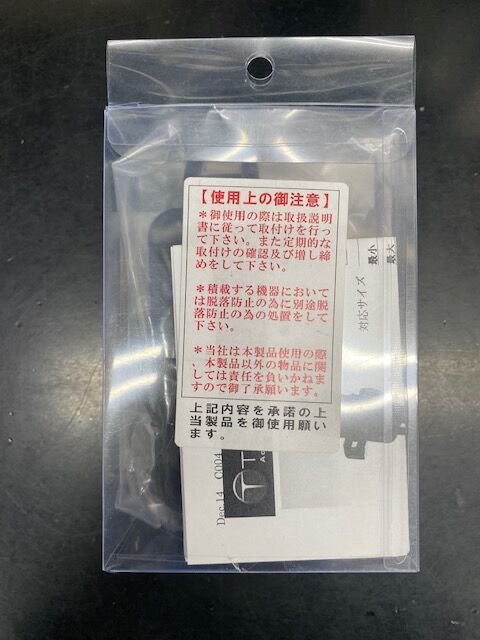 【使用上の御注意】
＊御使用の際は取扱説明
書に従って取付けを行っ
て下さい。また定期的な
取付けの確認及び増し締
めをして下さい。
＊積載する機器において
は脱落防止の為に別途脱
落防止の為の処置をして
下さい。
＊当社は本製品使用の際
、本製品以外の物品に関
しては責任を負いかねま
すので御了承願います。
上記内容を承諾の上
当製品を御使用願い
ます。
対応サイズ
最小
最大
Dec.14 C004
T
Ac